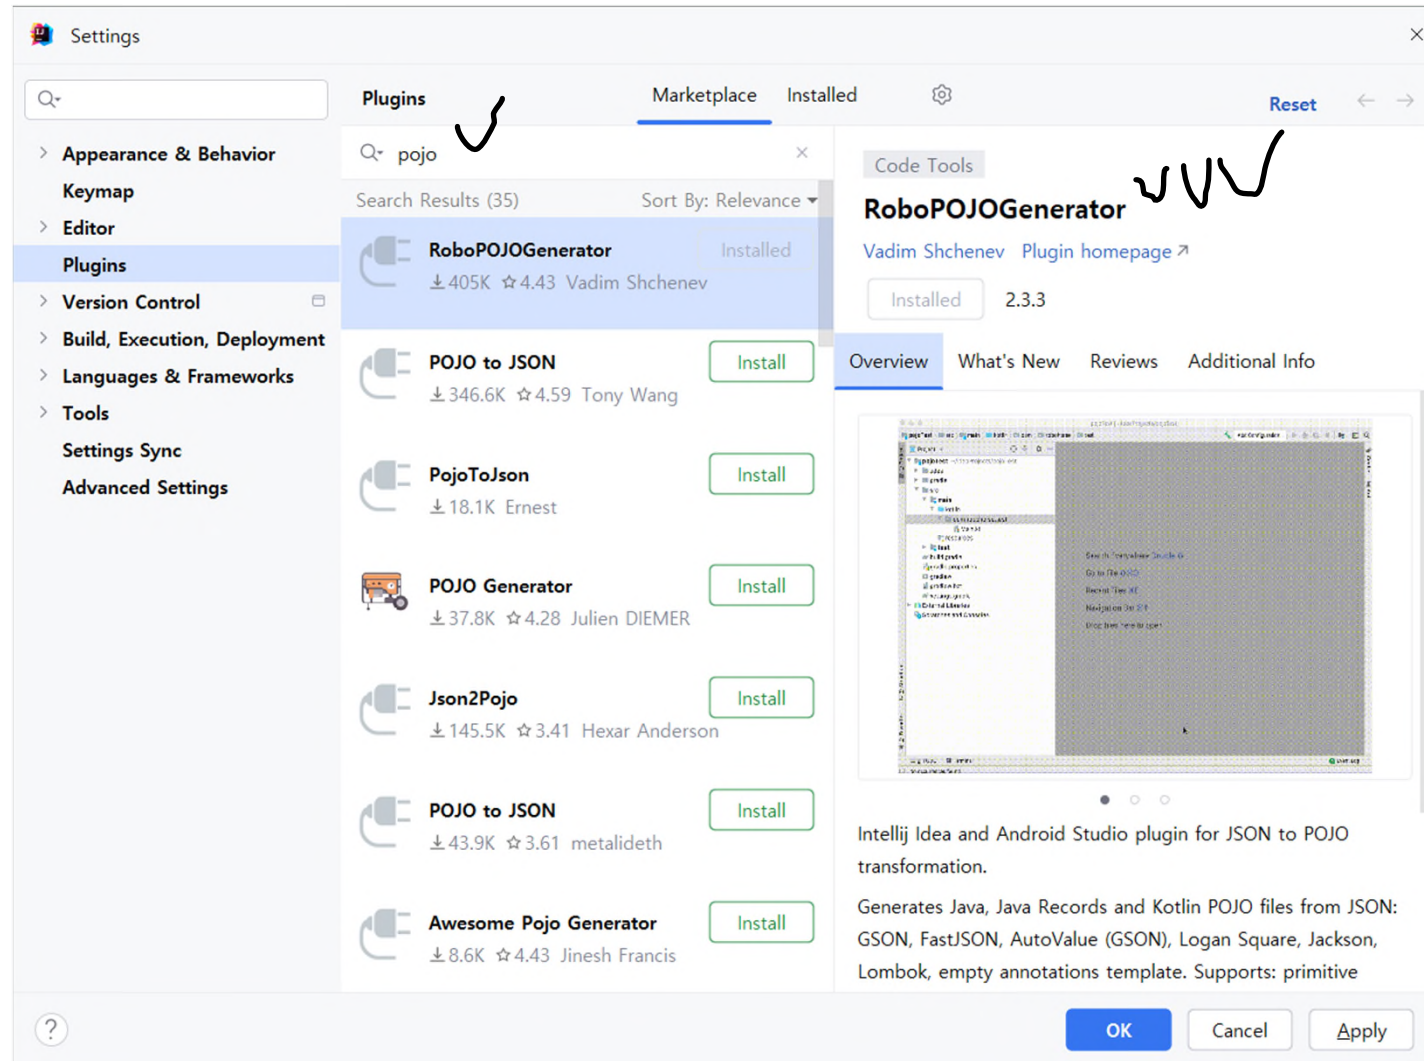 Settings
Plugins
Marketplace
Installed
Reset
Appearance & Behavior
Keymap
Editor
Plugins
Version Control
Build, Execution, Deployment
Languages & Frameworks
Tools
Settings Sync
Advanced Settings
pojo
Search Results (35)
Sort By: Relevance
RoboPOJOGenerator
Installed
405K 4.43 Vadim Shchenev
POJO to JSON
Install
346.6K 4.59 Tony Wang
PojoToJson
Install
18.1K Ernest
POJO Generator
Install
37.8K 4.28 Julien DIEMER
Json2Pojo
Install
145.5K 3.41 Hexar Anderson
POJO to JSON
Install
43.9K 3.61 metalideth
Awesome Pojo Generator
Install
8.6K 4.43 Jinesh Francis
Code Tools
RoboPOJOGenerator
Vadim Shchenev Plugin homepage
Installed 2.3.3
Overview What's New Reviews Additional Info
Intellij Idea and Android Studio plugin for JSON to POJO
transformation.
Generates Java, Java Records and Kotlin POJO files from JSON:
GSON, FastJSON, AutoValue (GSON), Logan Square, Jackson,
Lombok, empty annotations template. Supports: primitive
?
OK
Cancel
Apply